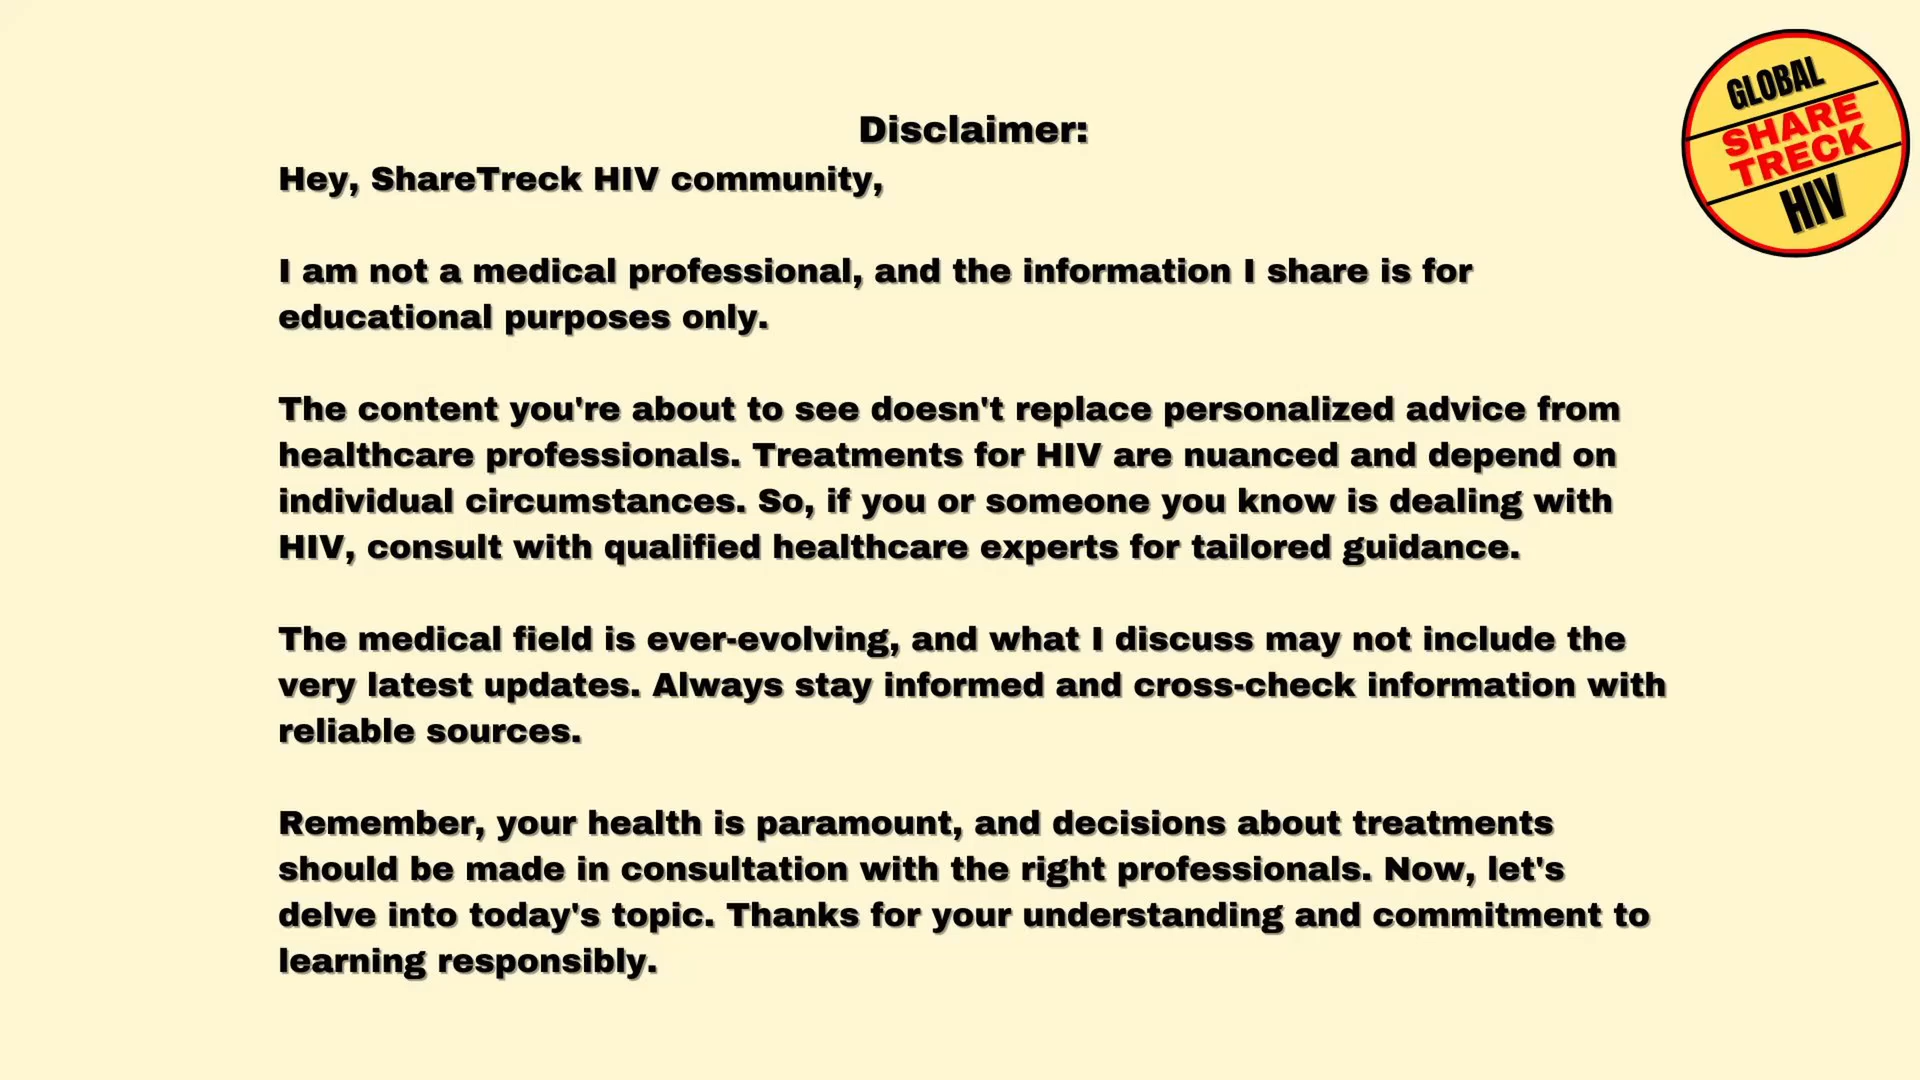 Disclaimer:
Hey, ShareTreck HIV community,
I am not a medical professional, and the information I share is for
educational purposes only.
The content you're about to see doesn't replace personalized advice from
healthcare professionals. Treatments for HIV are nuanced and depend on
individual circumstances. So, if you or someone you know is dealing with
HIV, consult with qualified healthcare experts for tailored guidance.
The medical field is ever-evolving, and what I discuss may not include the
very latest updates. Always stay informed and cross-check information with
reliable sources.
Remember, your health is paramount, and decisions about treatments
should be made in consultation with the right professionals. Now, let's
delve into today's topic. Thanks for your understanding and commitment to
learning responsibly.
GLOBAL
SHARE
TRECK
HIV